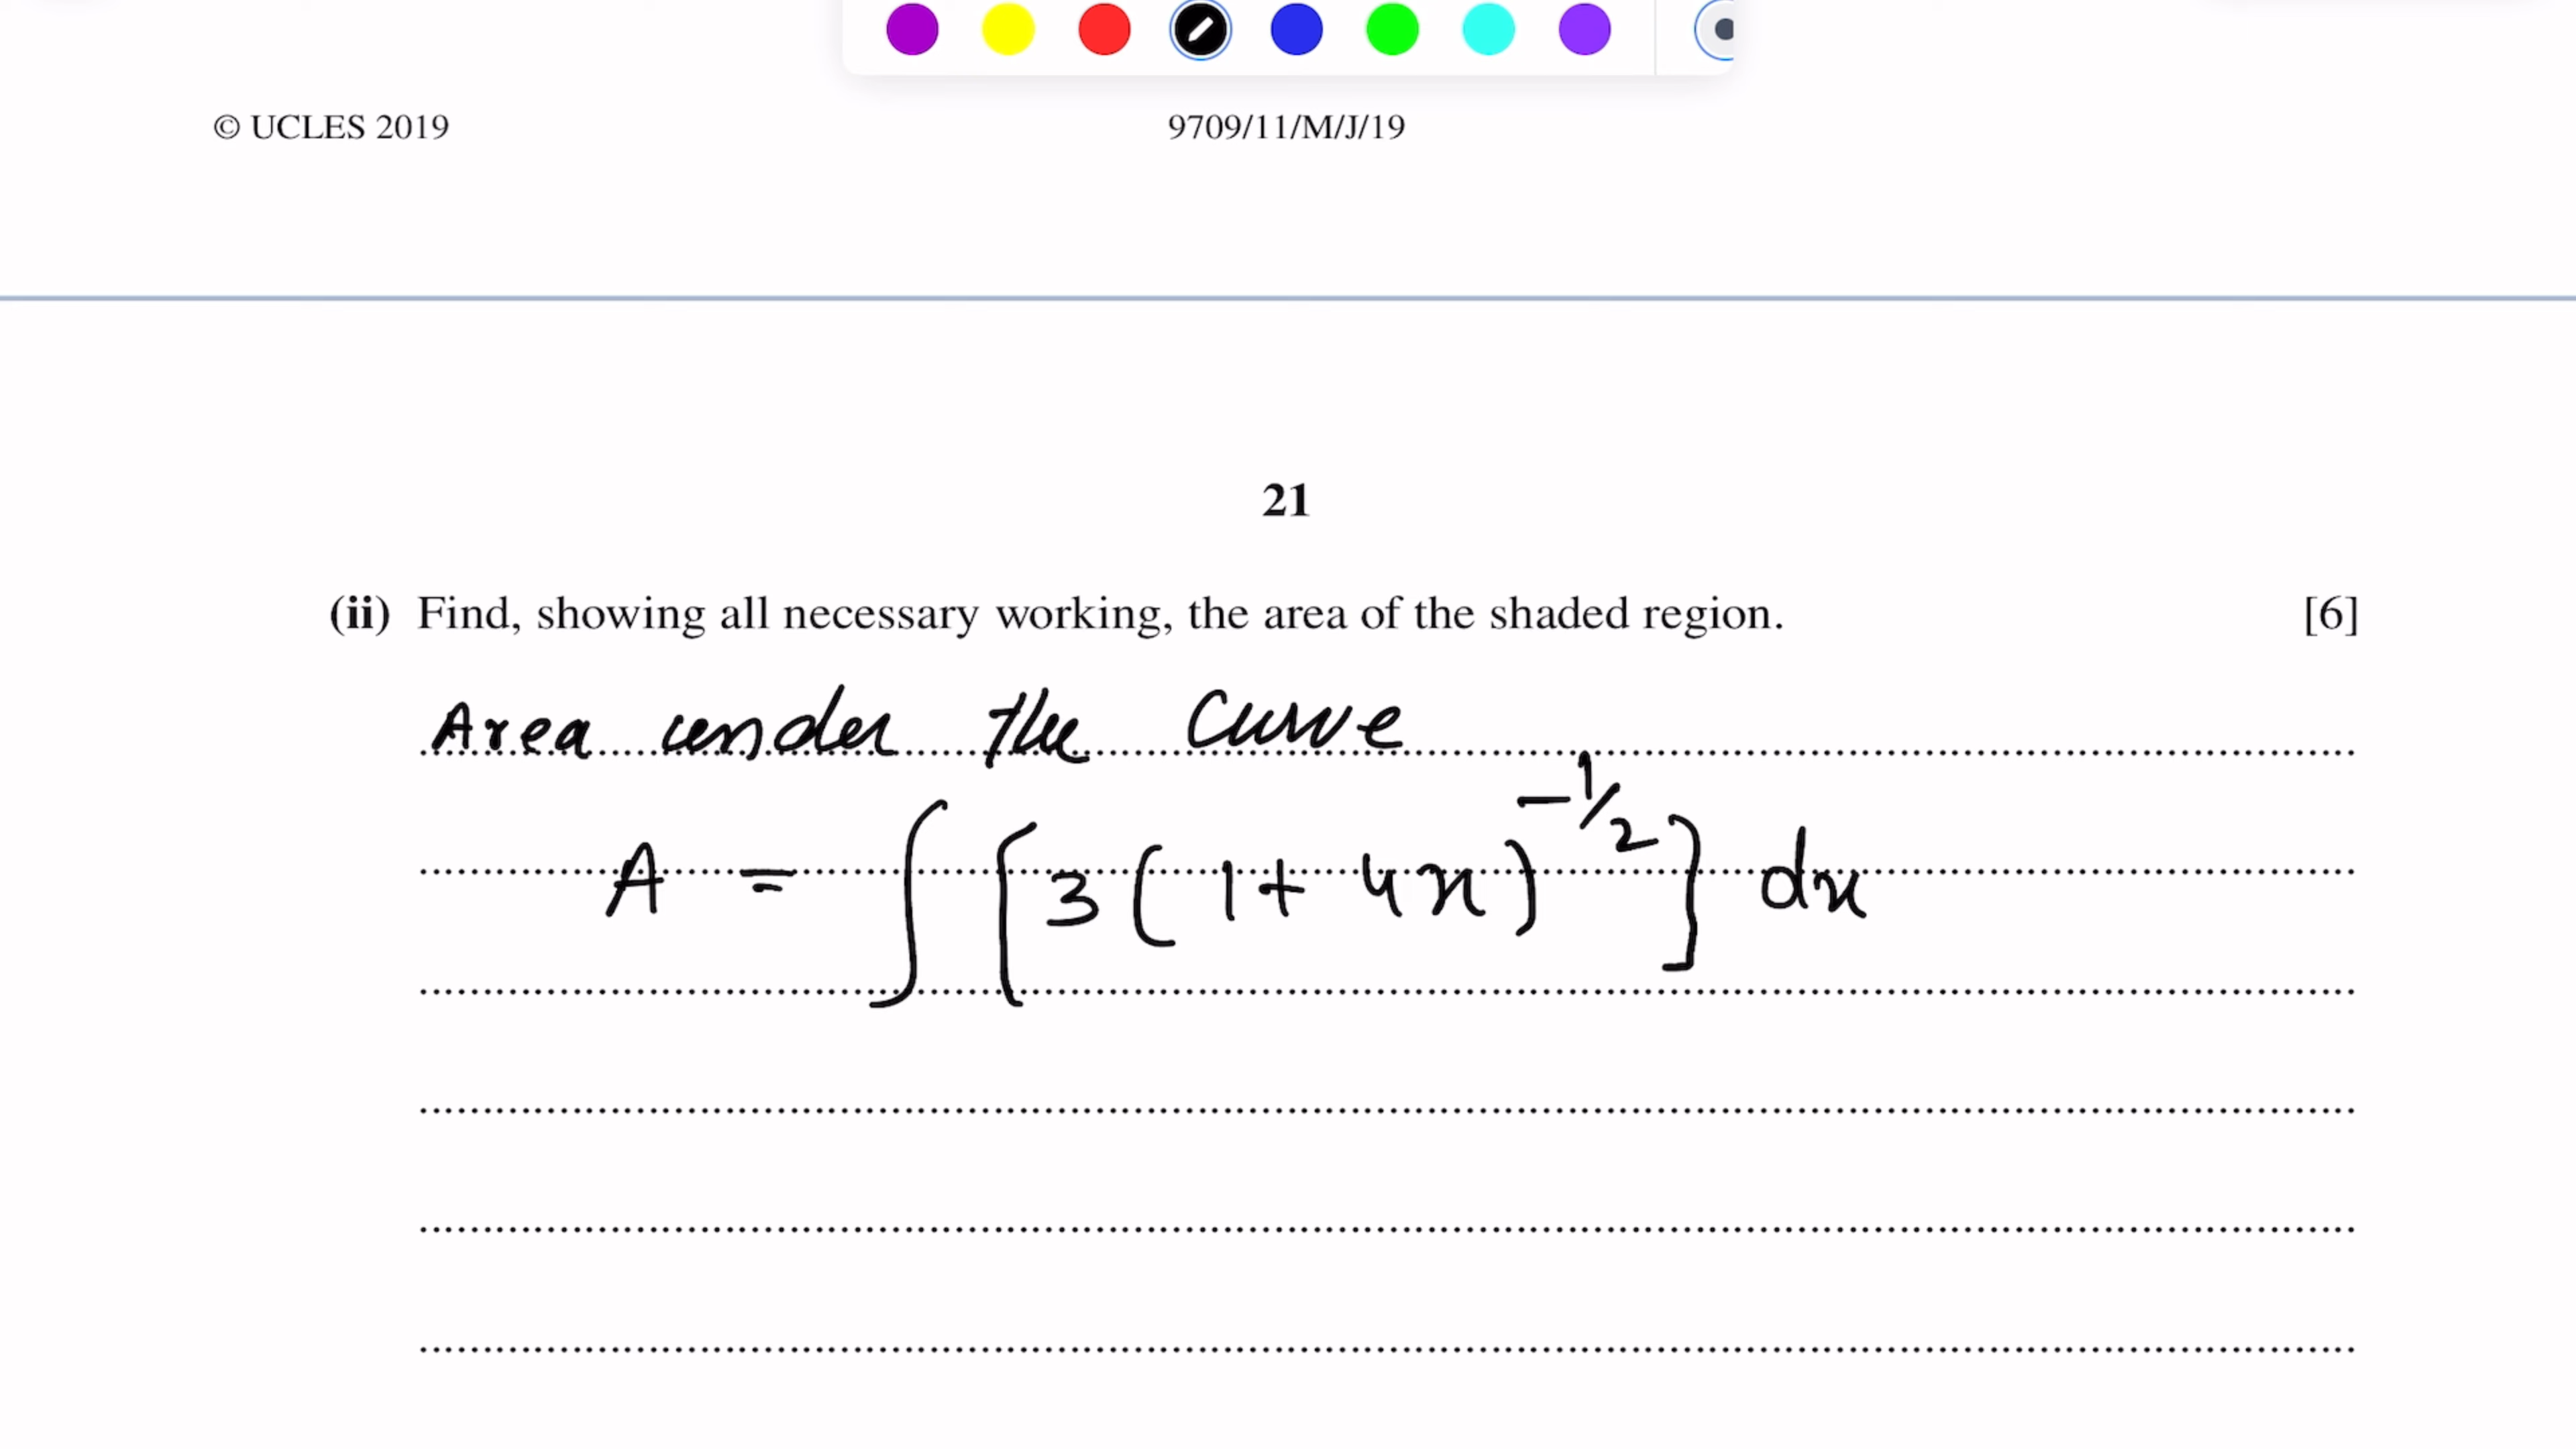 © UCLES 2019 9709/11/M/J/19
21
(ii) Find, showing all necessary working, the area of the shaded region. [6]
Area under the Curve
A = ∫ [3(1 + 4x)^{-1/2}] dx